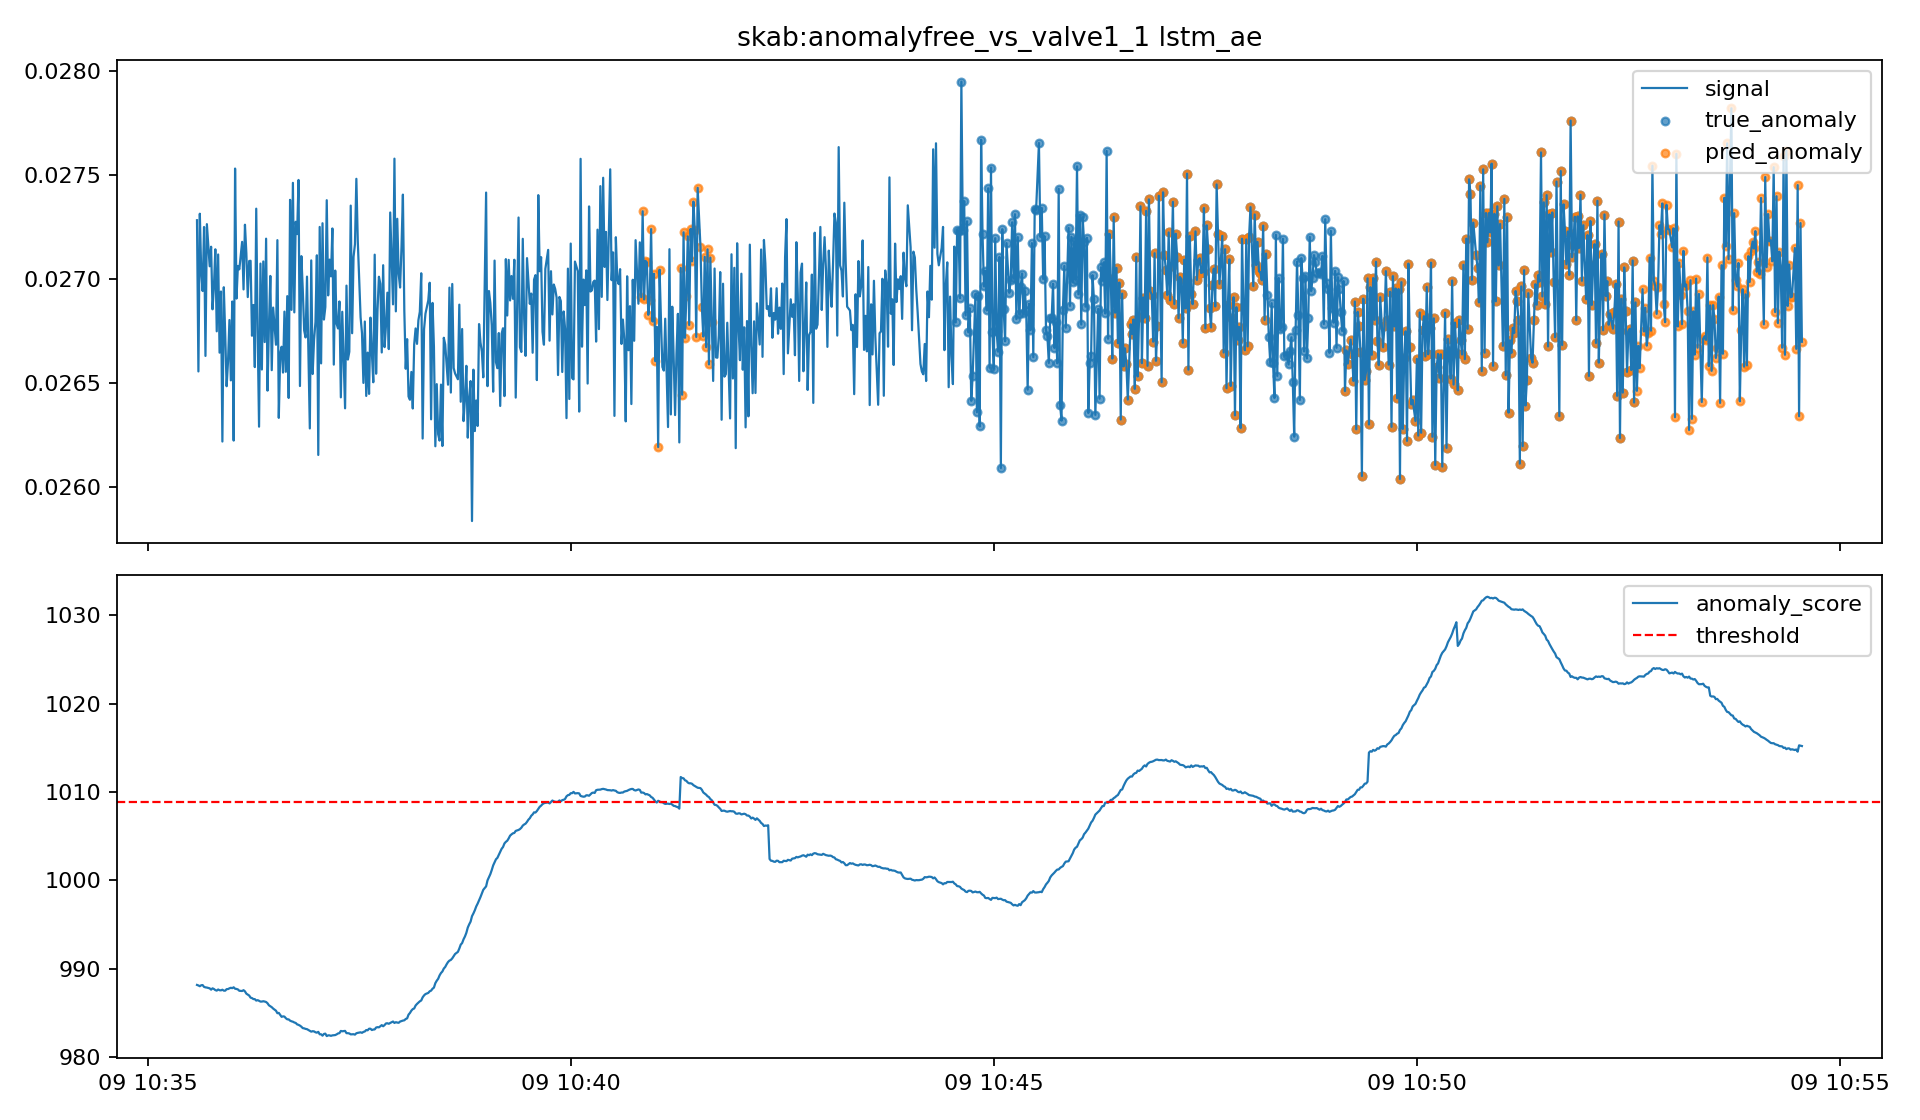 skab:anomalyfree_vs_valve1_1 lstm_ae
0.0280
0.0275
0.0270
0.0265
0.0260
signal
true_anomaly
pred_anomaly
1030
1020
1010
1000
990
980
anomaly_score
threshold
09 10:35
09 10:40
09 10:45
09 10:50
09 10:55